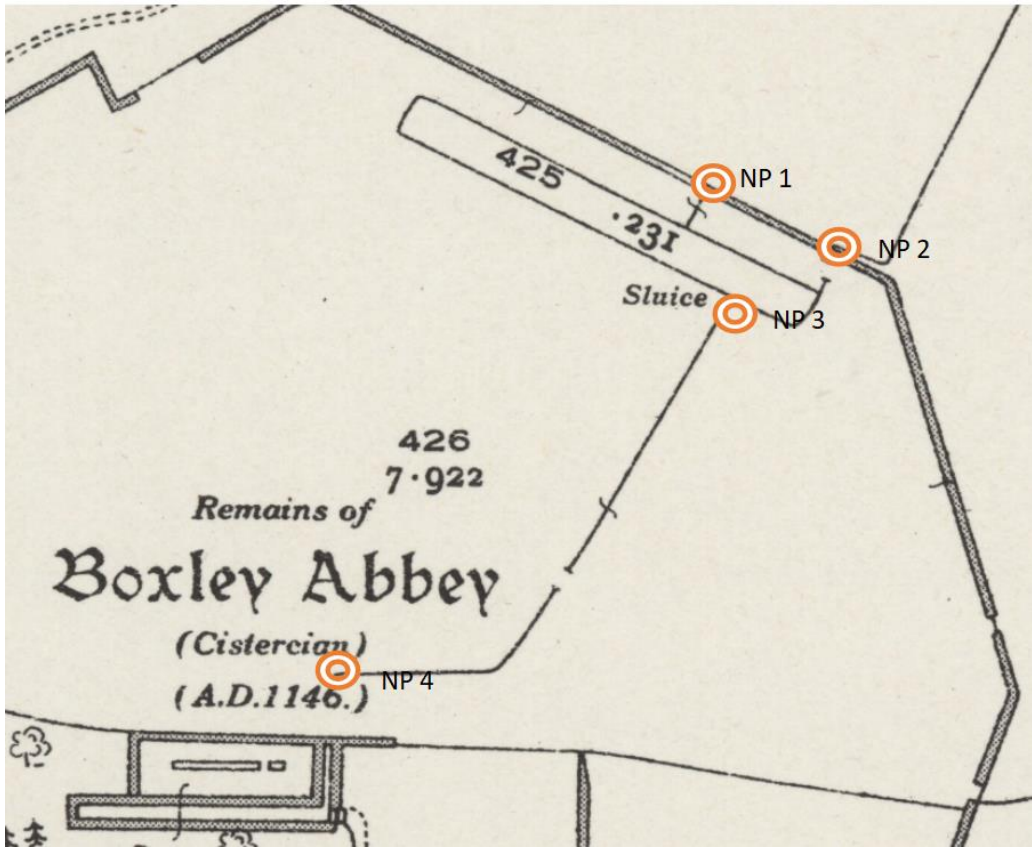 NP 1
425
.231
NP 2
Sluice
NP 3
426
7.922
Remains of
Boxley Abbey
(Cistercian)
NP 4
(A.D.1146.)